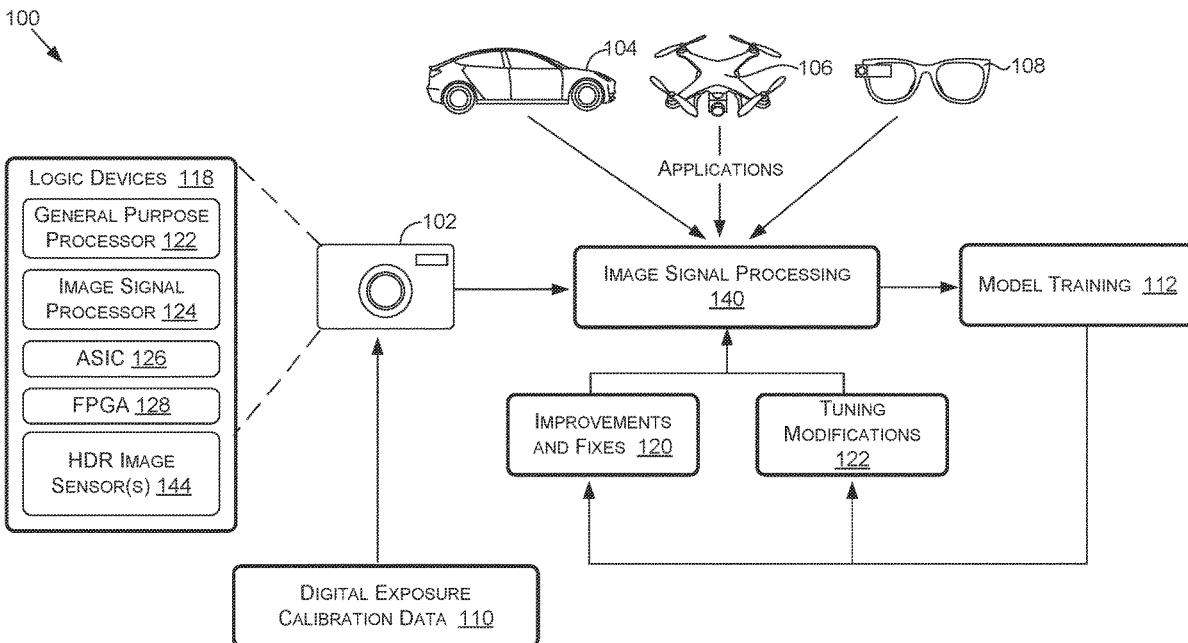 100
104
106
108
APPLICATIONS
LOGIC DEVICES 118
GENERAL PURPOSE
PROCESSOR 122
IMAGE SIGNAL
PROCESSOR 124
ASIC 126
FPGA 128
HDR IMAGE
SENSOR(S) 144
102
IMAGE SIGNAL PROCESSING
140
MODEL TRAINING 112
IMPROVEMENTS
AND FIXES 120
TUNING
MODIFICATIONS
122
DIGITAL EXPOSURE
CALIBRATION DATA 110